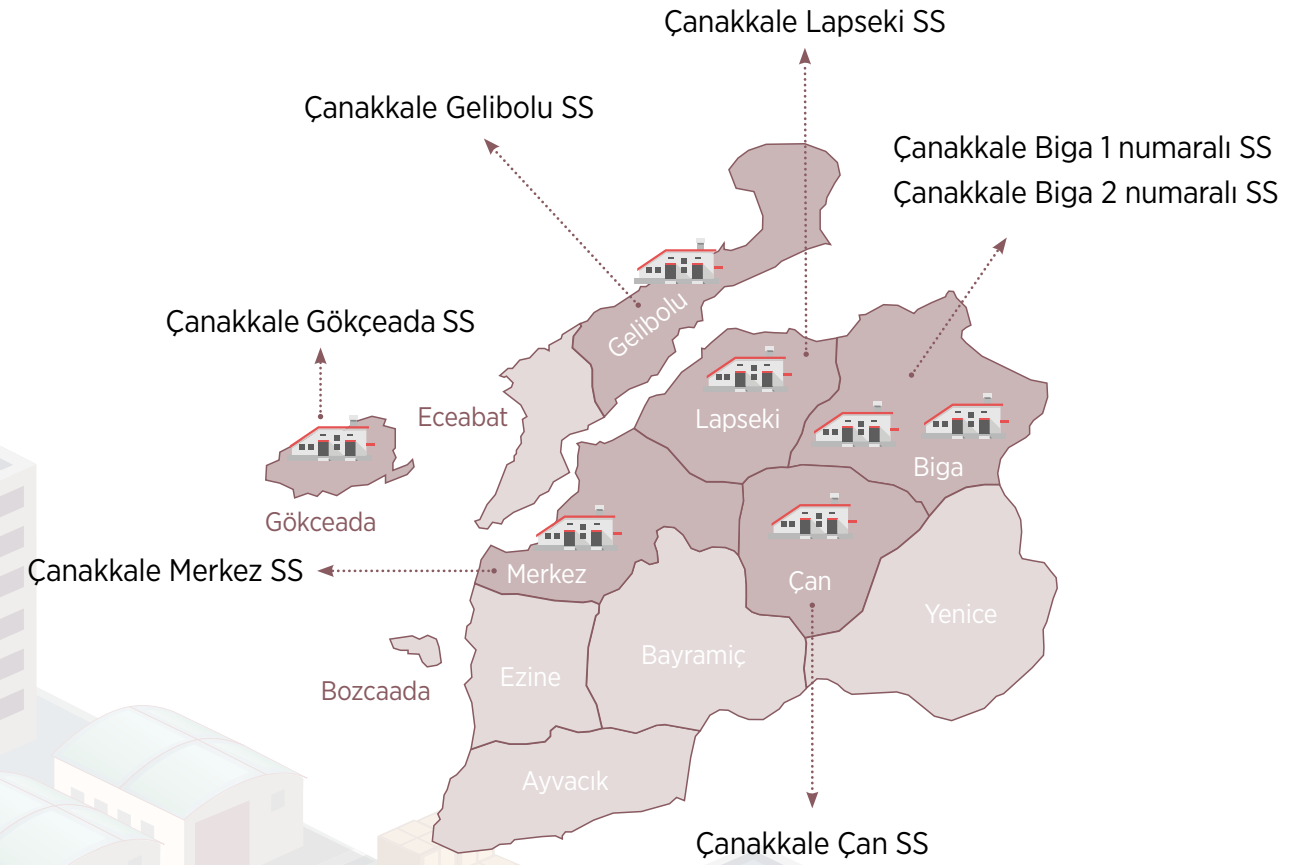 Çanakkale Lapseki SS
Çanakkale Gelibolu SS
Çanakkale Biga 1 numaralı SS
Çanakkale Biga 2 numaralı SS
Çanakkale Gökçeada SS
Gelibolu
Eceabat
Lapseki
Biga
Gökceada
Çanakkale Merkez SS
Merkez
Çan
Yenice
Bayramiç
Ezine
Bozcaada
Ayvacık
Çanakkale Çan SS